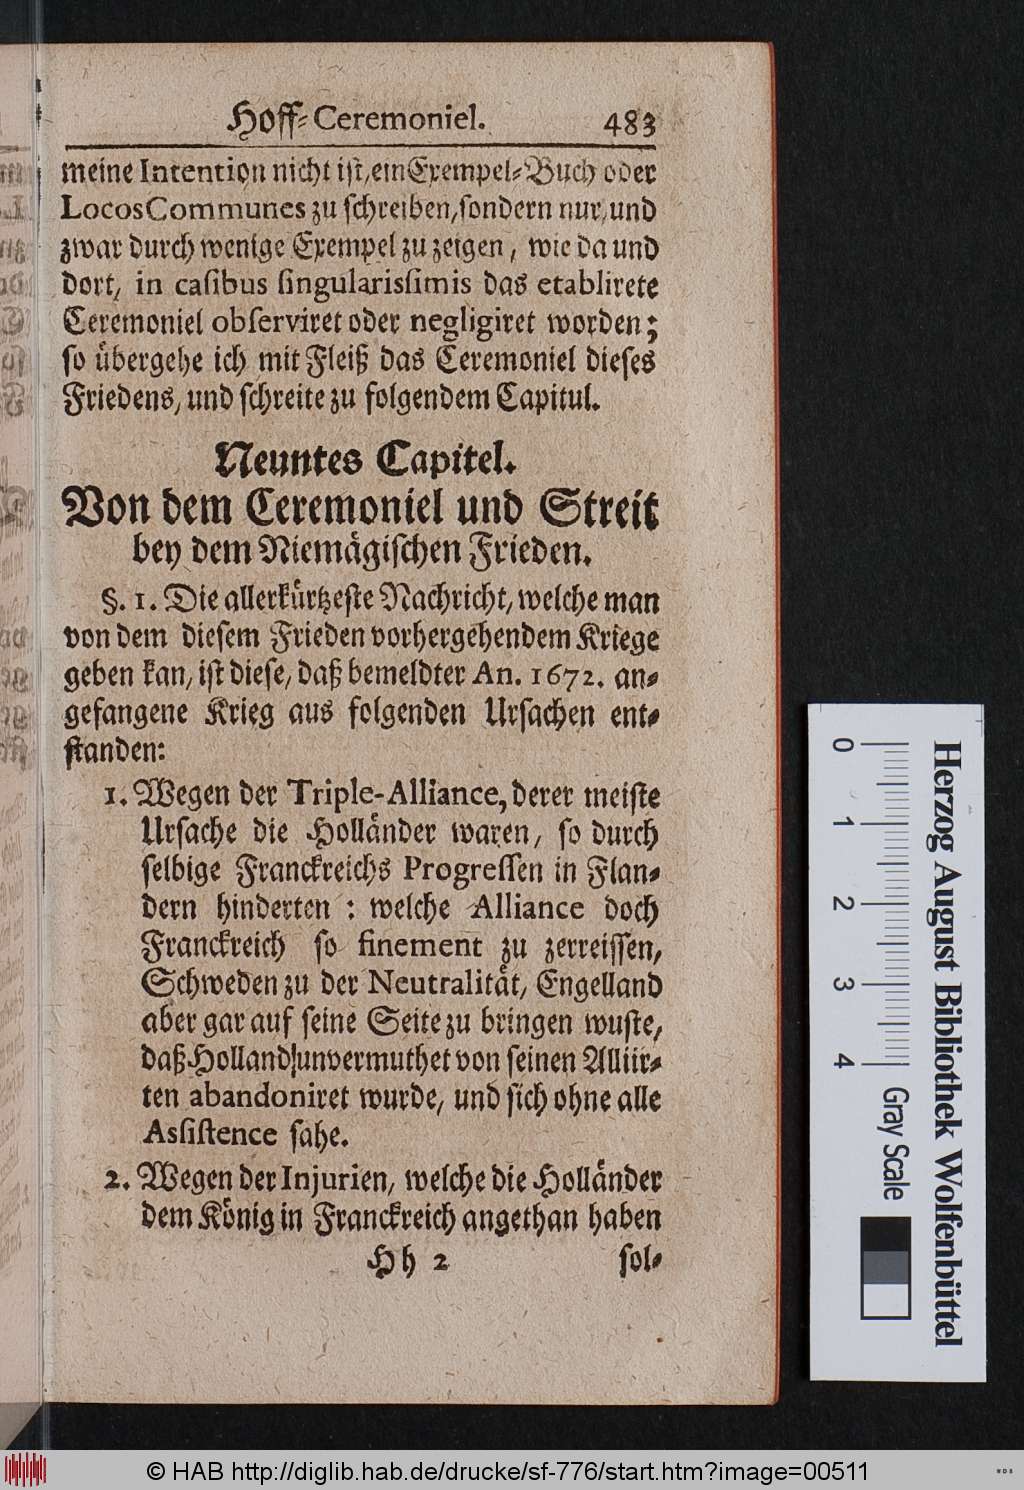 Hoff-Ceremoniel. 483
meine Intention nicht ist, ein Exempel-Buch oder
Locos Communes zu schreiben, sondern nur, und
zwar durch wenige Exempel zu zeigen, wie da und
dort, in casibus singularissimis das etablirete
Ceremoniel observiret oder negligiret worden;
so übergehe ich mit Fleiß das Ceremoniel dieses
Friedens, und schreite zu folgendem Capitul.
Neuntes Capitel.
Von dem Ceremoniel und Streit
bey dem Niemägischen Frieden.
§. 1. Die allerkürtzeste Nachricht, welche man
von dem diesem Frieden vorhergehendem Kriege
geben kan, ist diese, daß bemeldter An. 1672. an-
gefangene Krieg aus folgenden Ursachen ent-
standen:
1. Wegen der Triple-Alliance, derer meiste
Ursache die Holländer waren, so durch
selbige Franckreichs Progressen in Flan-
dern hinderten : welche Alliance doch
Franckreich so finement zu zerreissen,
Schweden zu der Neutralität, Engelland
aber gar auf seine Seite zu bringen wuste,
daß Holland unvermuthet von seinen Alliir-
ten abandoniret wurde, und sich ohne alle
Assistence sahe.
2. Wegen der Injurien, welche die Holländer
dem König in Franckreich angethan haben
Hh 2 sol-
0 1 2 3 4 Gray Scale
Herzog August Bibliothek Wolfenbüttel
© HAB http://diglib.hab.de/drucke/sf-776/start.htm?image=00511